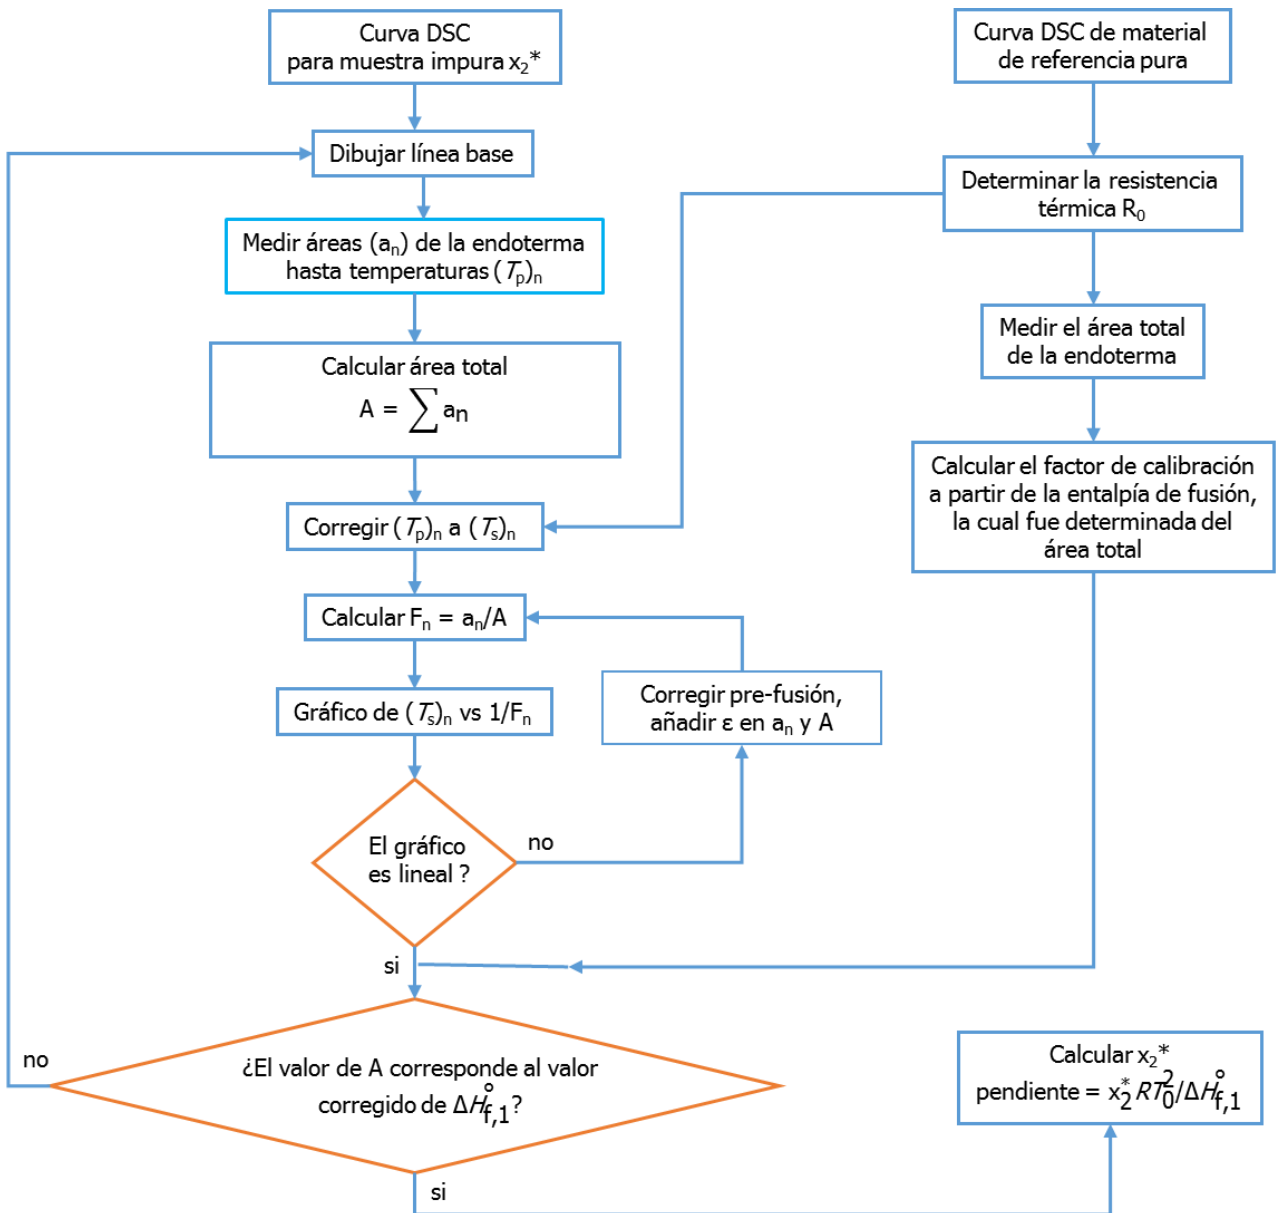 Curva DSC
para muestra impura x₂*
Dibujar línea base
Medir áreas (aₙ) de la endoterma
hasta temperaturas (Tₚ)ₙ
Calcular área total
A = ∑ aₙ
Corregir (Tₚ)ₙ a (Tₛ)ₙ
Calcular Fₙ = aₙ/A
Gráfico de (Tₛ)ₙ vs 1/Fₙ
Corregir pre-fusión,
añadir ε en aₙ y A
El gráfico
es lineal ?
no
si
¿El valor de A corresponde al valor
corregido de ΔH°f,1?
no
si
Curva DSC de material
de referencia pura
Determinar la resistencia
térmica R₀
Medir el área total
de la endoterma
Calcular el factor de calibración
a partir de la entalpía de fusión,
la cual fue determinada del
área total
Calcular x₂*
pendiente = x₂* RT₀²/ΔH°f,1